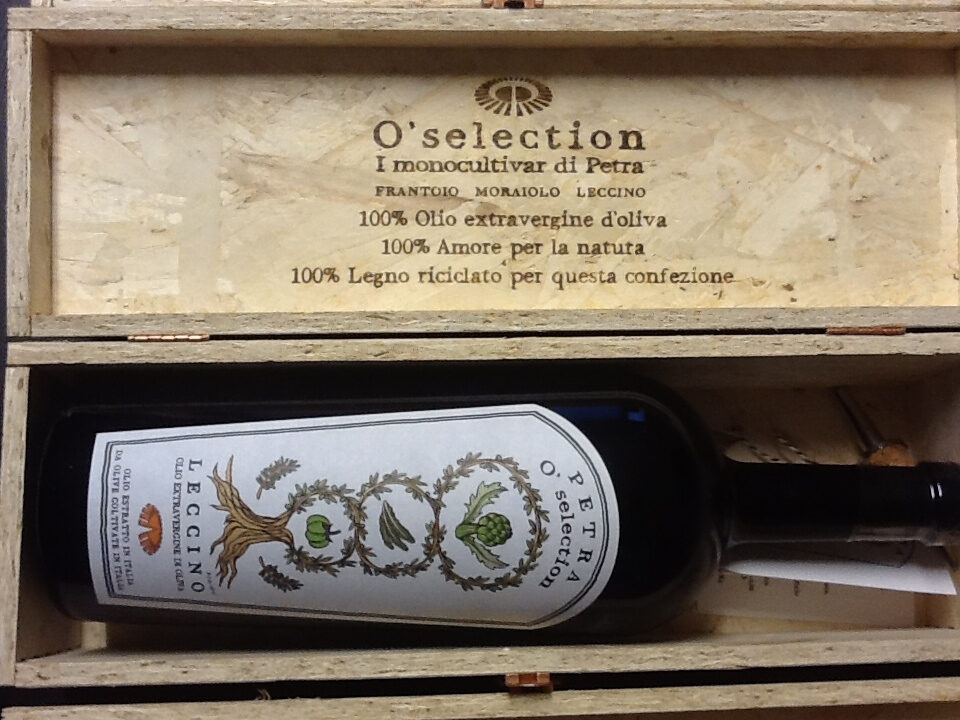 O'selection
I monocultivar di Petra
FRANTOIO MORAIOLO LECCINO
100% Olio extravergine d'oliva
100% Amore per la natura
100% Legno riciclato per questa confezione
PETRA
O' selection
LECCINO
OLIO EXTRAVERGINE DI OLIVA
OLIO ESTRATTO IN ITALIA
DA OLIVE COLTIVATE IN ITALIA